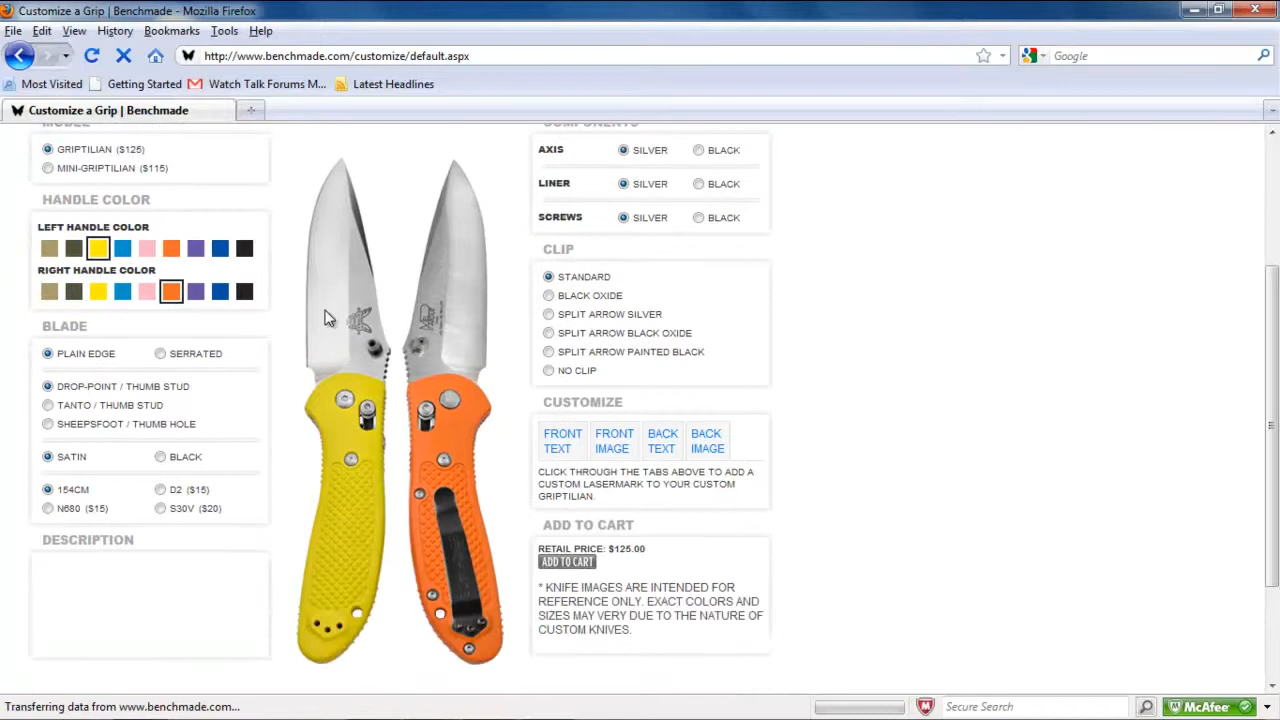 Customize a Grip | Benchmade - Mozilla Firefox
File Edit View History Bookmarks Tools Help
http://www.benchmade.com/customize/default.aspx
Google
Most Visited Getting Started Watch Talk Forums M... Latest Headlines
Customize a Grip | Benchmade
MODEL
GRIPTILIAN ($125)
MINI-GRIPTILIAN ($115)
HANDLE COLOR
LEFT HANDLE COLOR
RIGHT HANDLE COLOR
BLADE
PLAIN EDGE SERRATED
DROP-POINT / THUMB STUD
TANTO / THUMB STUD
SHEEPSFOOT / THUMB HOLE
SATIN BLACK
154CM D2 ($15)
N680 ($15) S30V ($20)
DESCRIPTION
COMPONENTS
AXIS SILVER BLACK
LINER SILVER BLACK
SCREWS SILVER BLACK
CLIP
STANDARD
BLACK OXIDE
SPLIT ARROW SILVER
SPLIT ARROW BLACK OXIDE
SPLIT ARROW PAINTED BLACK
NO CLIP
CUSTOMIZE
FRONT TEXT
FRONT IMAGE
BACK TEXT
BACK IMAGE
CLICK THROUGH THE TABS ABOVE TO ADD A
CUSTOM LASERMARK TO YOUR CUSTOM
GRIPTILIAN.
ADD TO CART
RETAIL PRICE: $125.00
ADD TO CART
* KNIFE IMAGES ARE INTENDED FOR
REFERENCE ONLY. EXACT COLORS AND
SIZES MAY VERY DUE TO THE NATURE OF
CUSTOM KNIVES.
Transferring data from www.benchmade.com...
Secure Search
McAfee